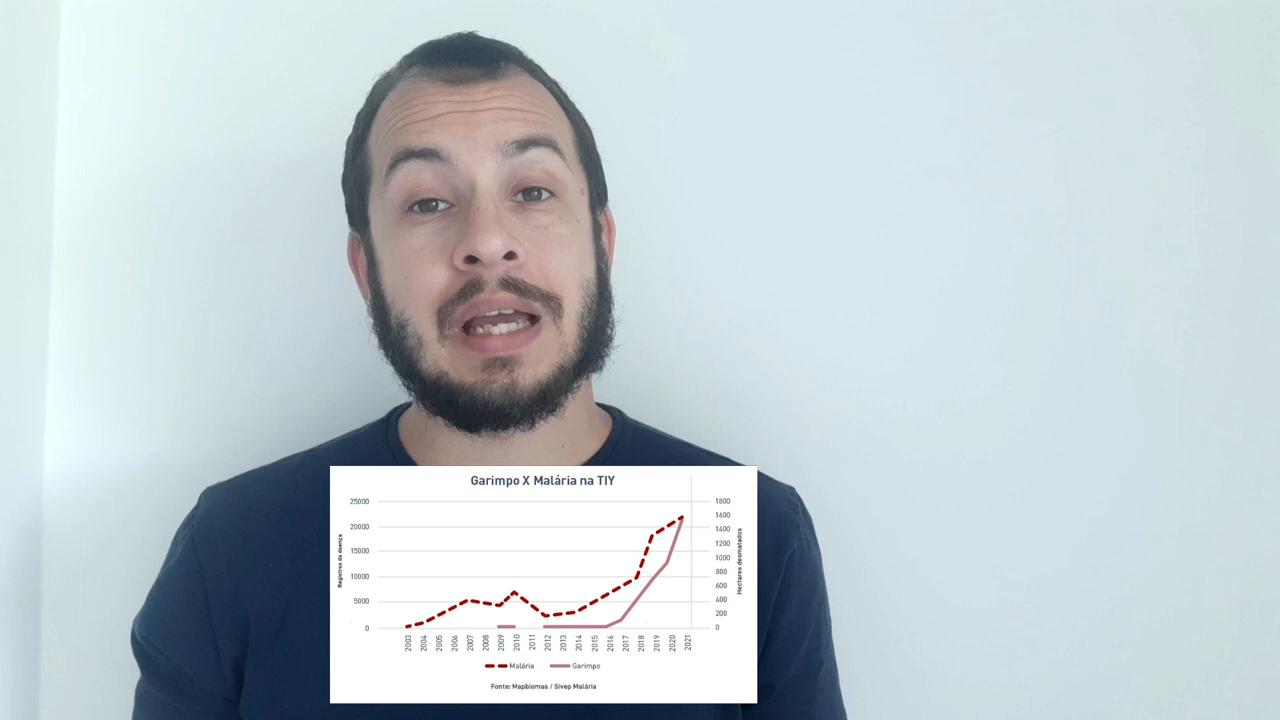 Garimpo X Malária na TIY
25000
20000
15000
10000
5000
0
Registros da doença
1800
1600
1400
1200
1000
800
600
400
200
0
Hectares desmatados
2003 2004 2005 2006 2007 2008 2009 2010 2011 2012 2013 2014 2015 2016 2017 2018 2019 2020 2021
Malária Garimpo
Fonte: Mapbiomas / Sivep Malária